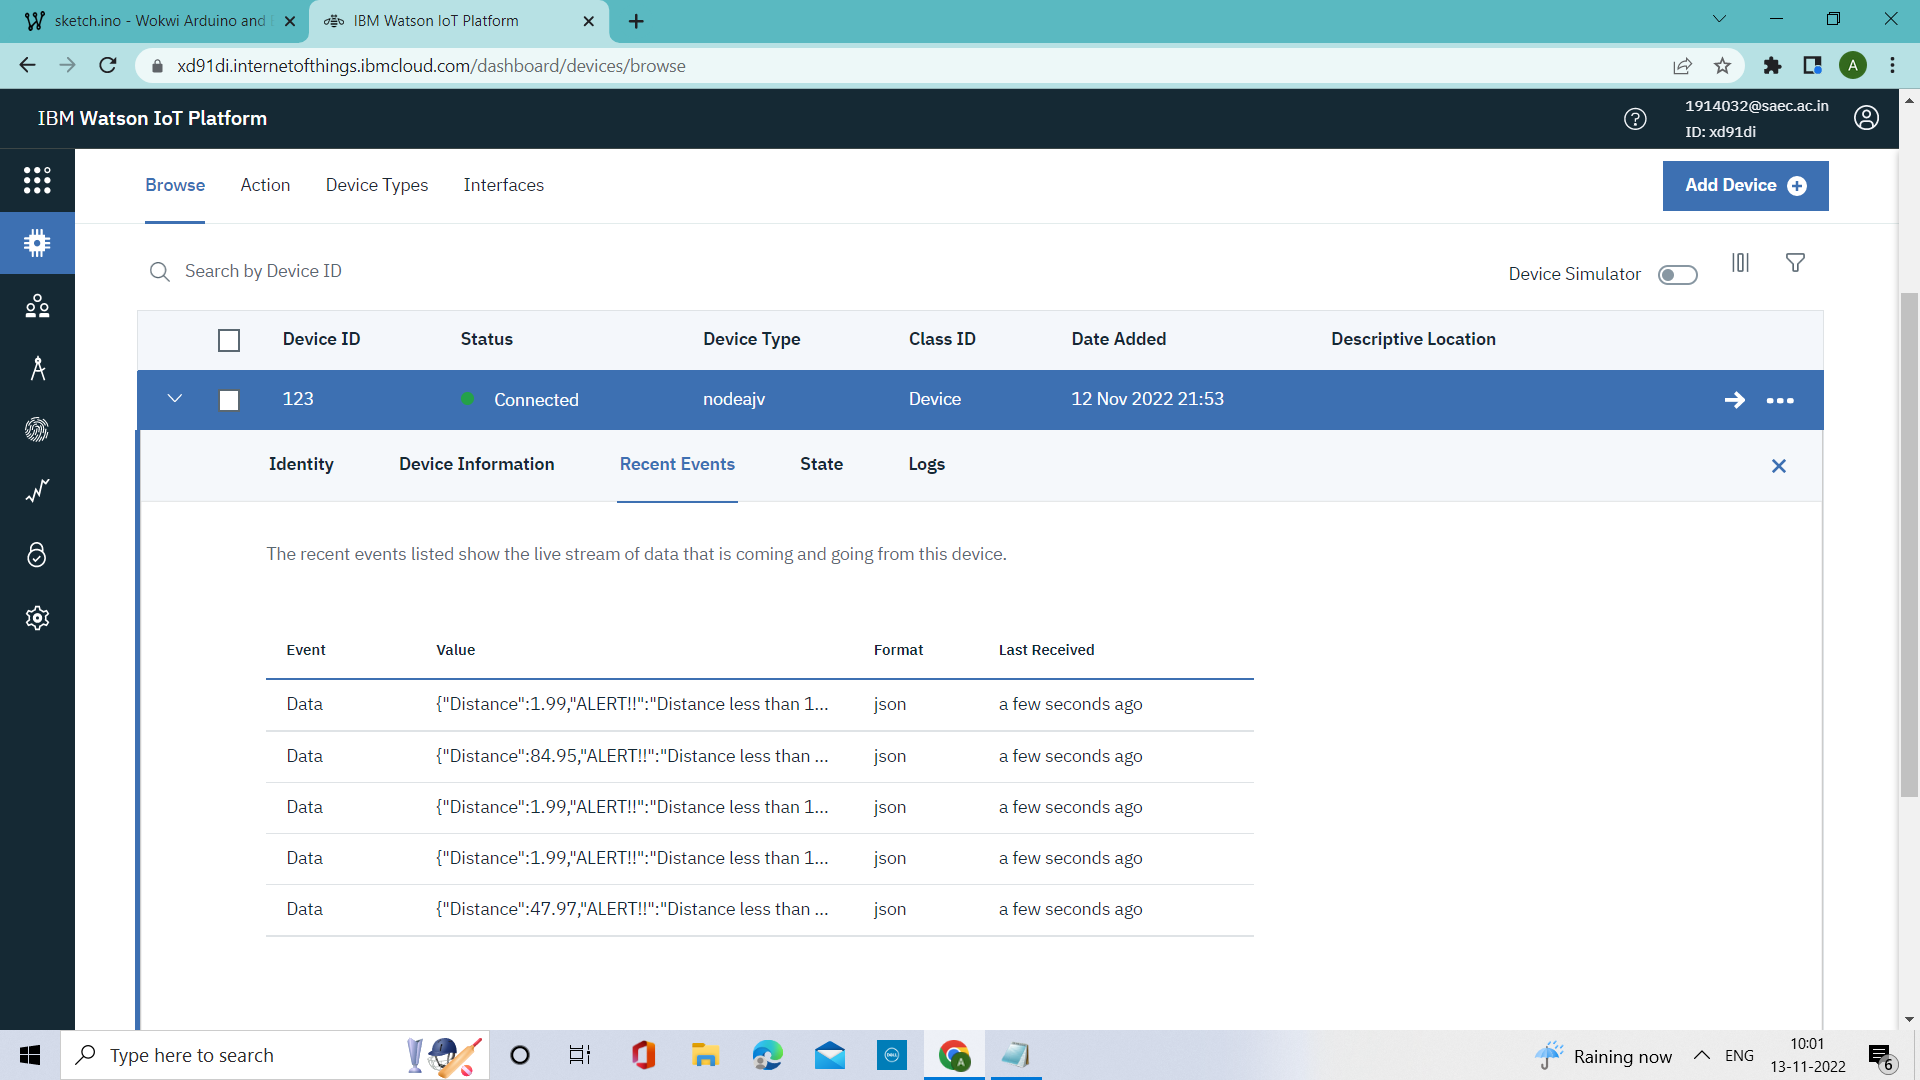 sketch.ino - Wokwi Arduino and
IBM Watson IoT Platform
xd91di.internetofthings.ibmcloud.com/dashboard/devices/browse
A
IBM Watson IoT Platform
1914032@saec.ac.in
ID: xd91di
Browse Action Device Types Interfaces
Add Device
Search by Device ID
Device Simulator
Device ID Status Device Type Class ID Date Added Descriptive Location
123 Connected nodeajv Device 12 Nov 2022 21:53
Identity Device Information Recent Events State Logs
The recent events listed show the live stream of data that is coming and going from this device.
Event Value Format Last Received
Data {"Distance":1.99,"ALERT!!":"Distance less than 1... json a few seconds ago
Data {"Distance":84.95,"ALERT!!":"Distance less than ... json a few seconds ago
Data {"Distance":1.99,"ALERT!!":"Distance less than 1... json a few seconds ago
Data {"Distance":1.99,"ALERT!!":"Distance less than 1... json a few seconds ago
Data {"Distance":47.97,"ALERT!!":"Distance less than ... json a few seconds ago
Type here to search
DELL
A
Raining now
ENG
10:01
13-11-2022
6